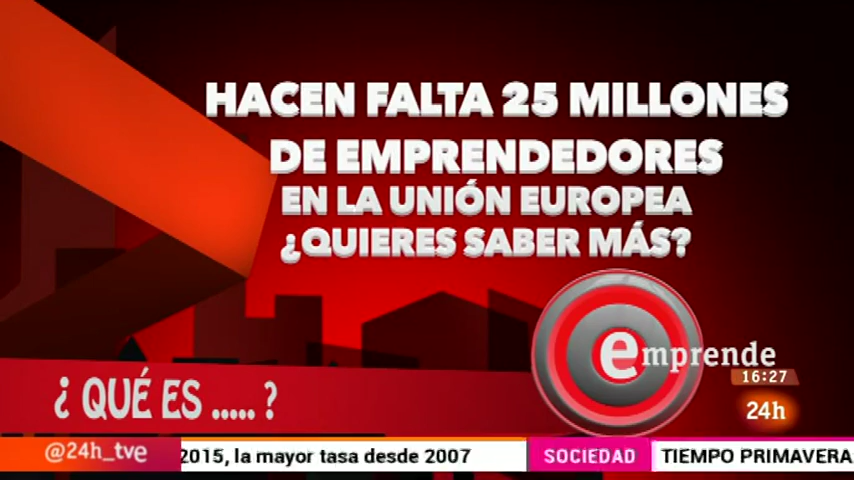 HACEN FALTA 25 MILLONES
DE EMPRENDEDORES
EN LA UNIÓN EUROPEA
¿QUIERES SABER MÁS?
emprende
16:27
¿ QUÉ ES ..... ?
24h
@24h_tve
2015, la mayor tasa desde 2007
SOCIEDAD
TIEMPO PRIMAVERA